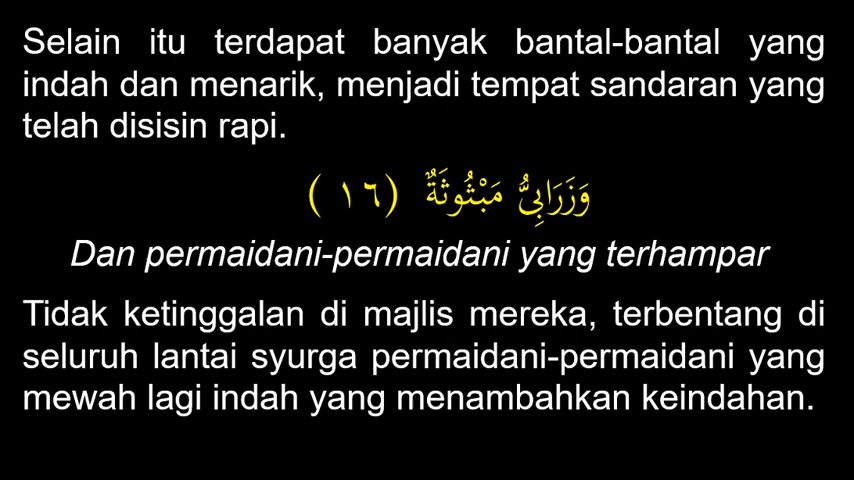 Selain itu terdapat banyak bantal-bantal yang
indah dan menarik, menjadi tempat sandaran yang
telah disisin rapi.
وَزَرَابِيُّ مَبْثُوثَةٌ (١٦)
Dan permaidani-permaidani yang terhampar
Tidak ketinggalan di majlis mereka, terbentang di
seluruh lantai syurga permaidani-permaidani yang
mewah lagi indah yang menambahkan keindahan.